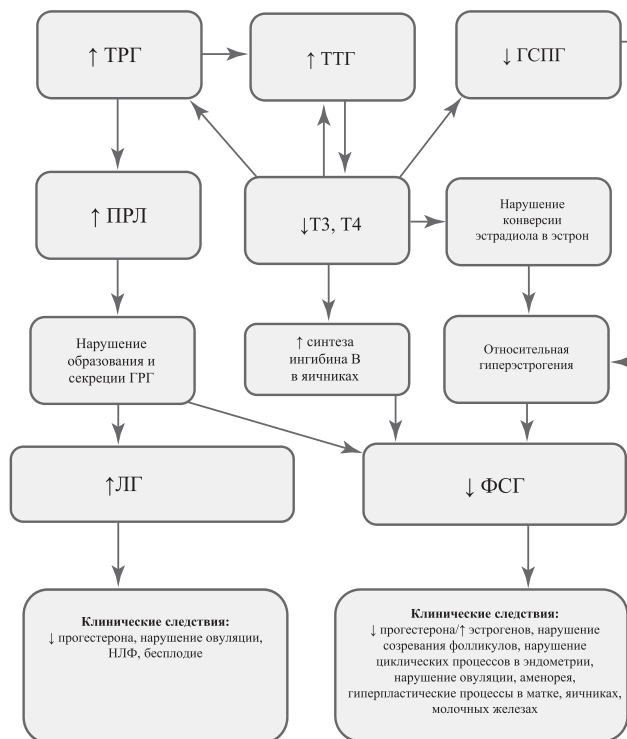 ↑ ТРГ
↑ ТТГ
↓ ГСПГ
↑ ПРЛ
↓Т3, Т4
Нарушение
конверсии
эстрадиола в эстрон
Нарушение
образования и
секреции ГРГ
↑ синтеза
ингибина В
в яичниках
Относительная
гиперэстрогения
↑ЛГ
↓ ФСГ
Клинические следствия:
↓ прогестерона, нарушение овуляции,
НЛФ, бесплодие
Клинические следствия:
↓ прогестерона/↑ эстрогенов, нарушение
созревания фолликулов, нарушение
циклических процессов в эндометрии,
нарушение овуляции, аменорея,
гиперпластические процессы в матке, яичниках,
молочных железах